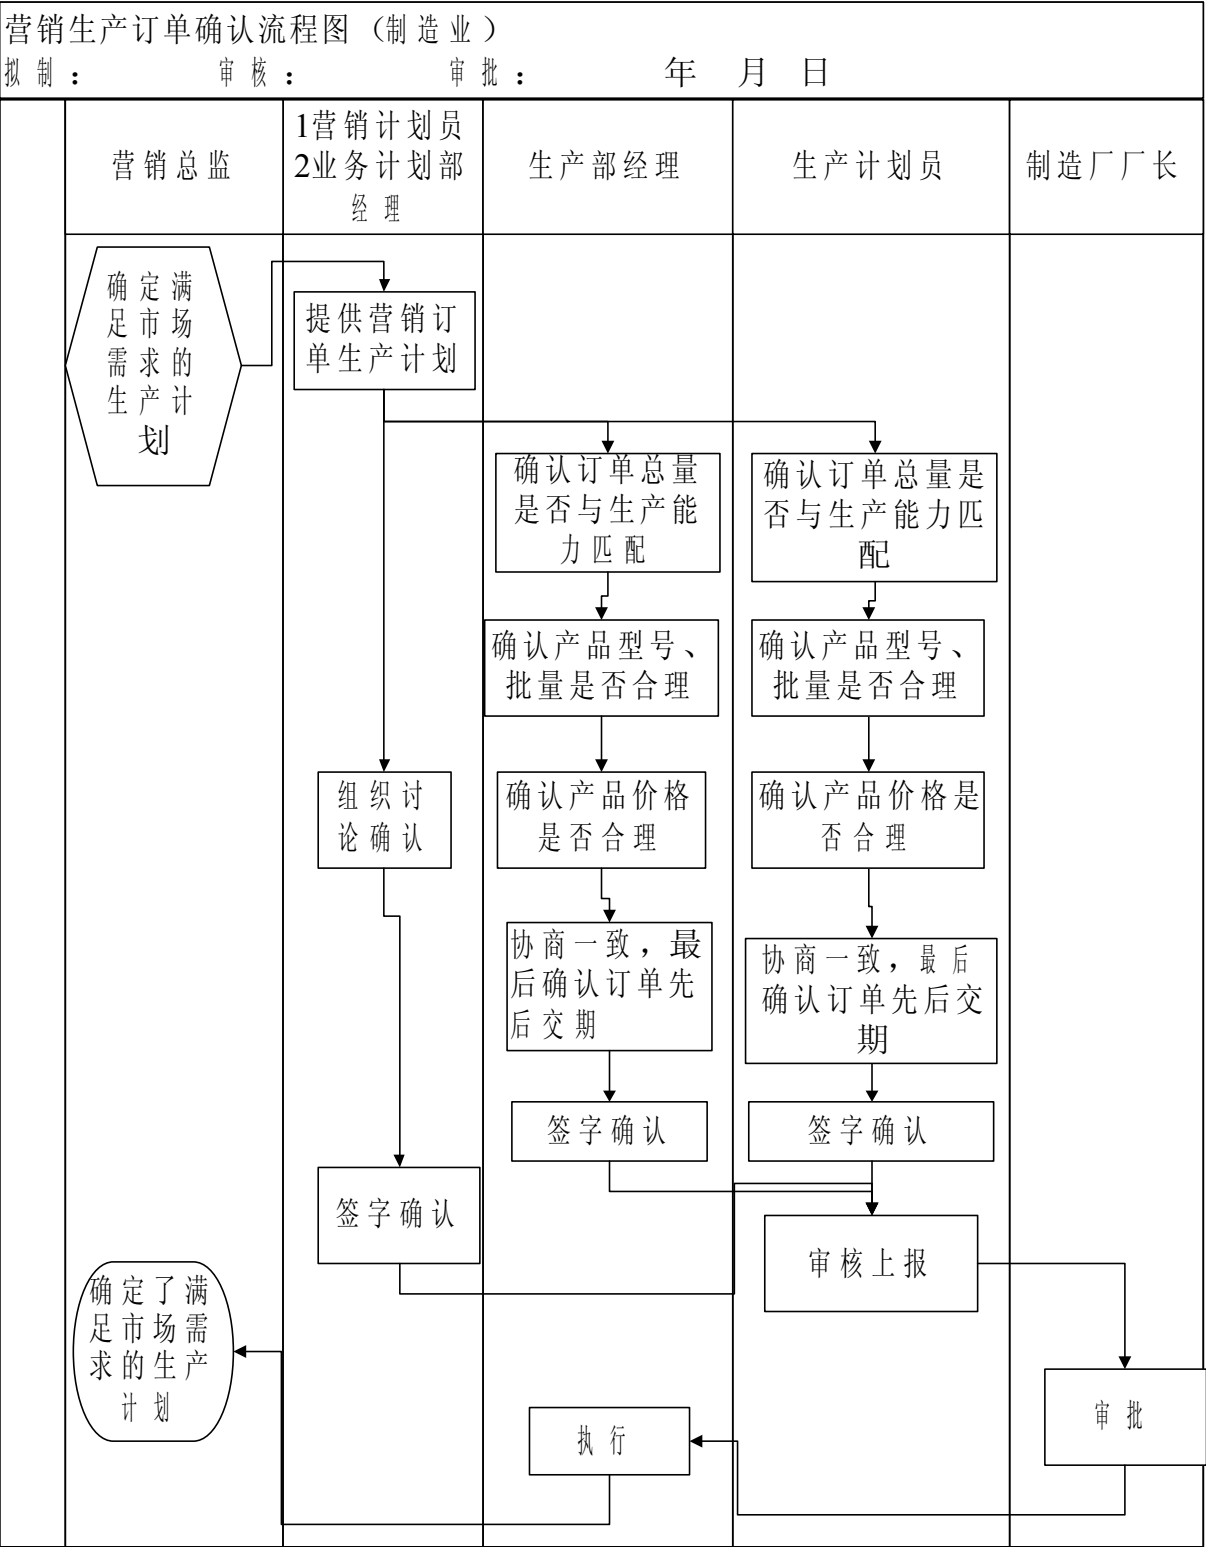 营销生产订单确认流程图（制造业）
拟制： 审核： 审批： 年 月 日
营销总监
1营销计划员
2业务计划部
经理
生产部经理
生产计划员
制造厂厂长
确定满
足市场
需求的
生产计
划
提供营销订
单生产计划
确认订单总量
是否与生产能
力匹配
确认订单总量是
否与生产能力匹
配
确认产品型号、
批量是否合理
确认产品型号、
批量是否合理
组织讨
论确认
确认产品价格
是否合理
确认产品价格是
否合理
协商一致，最
后确认订单先
后交期
协商一致，最后
确认订单先后交
期
签字确认
签字确认
签字确认
审核上报
确定了满
足市场需
求的生产
计划
审批
执行